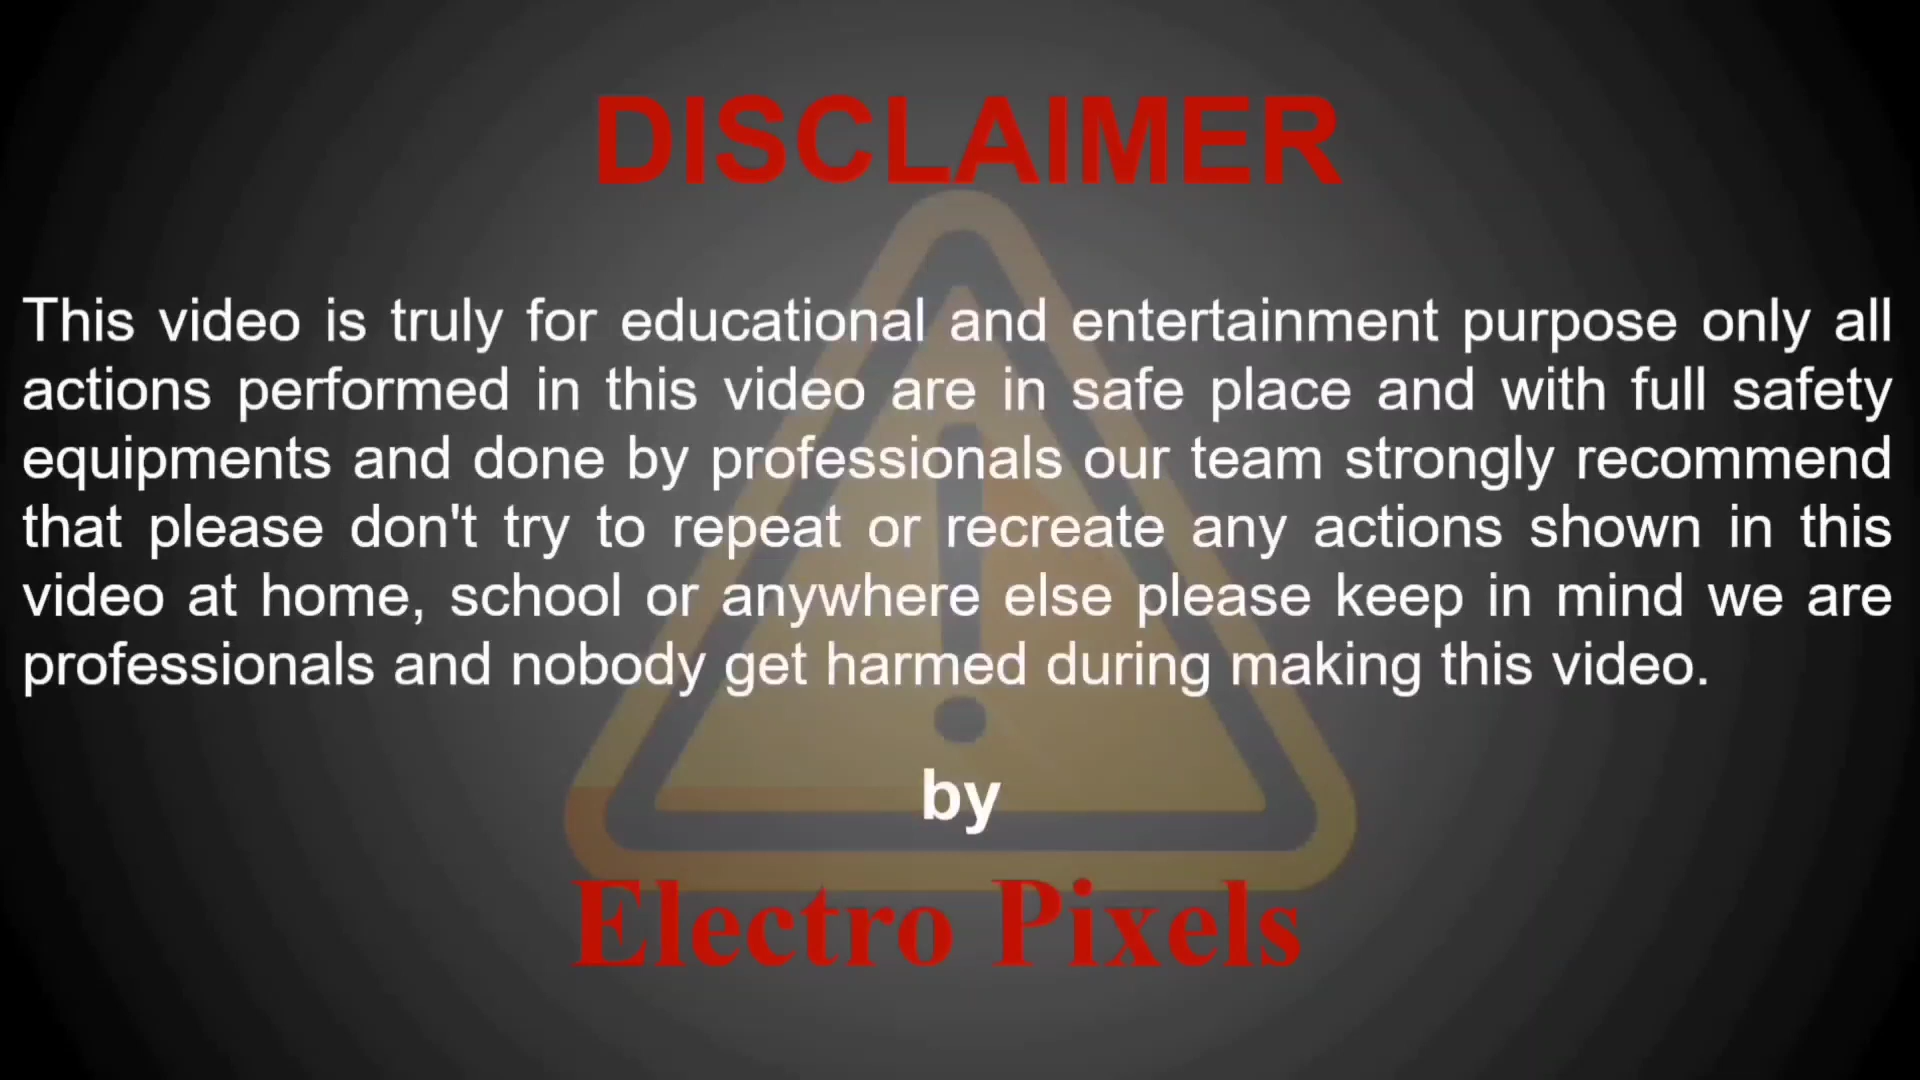 DISCLAIMER
This video is truly for educational and entertainment purpose only all
actions performed in this video are in safe place and with full safety
equipments and done by professionals our team strongly recommend
that please don't try to repeat or recreate any actions shown in this
video at home, school or anywhere else please keep in mind we are
professionals and nobody get harmed during making this video.
by
Electro Pixels